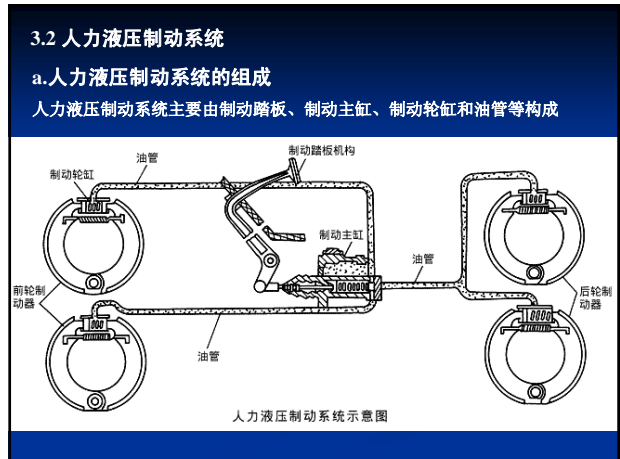 3.2 人力液压制动系统
a.人力液压制动系统的组成
人力液压制动系统主要由制动踏板、制动主缸、制动轮缸和油管等构成
制动踏板机构
油管
制动轮缸
制动主缸
油管
前轮制
动器
后轮制
动器
油管
人力液压制动系统示意图